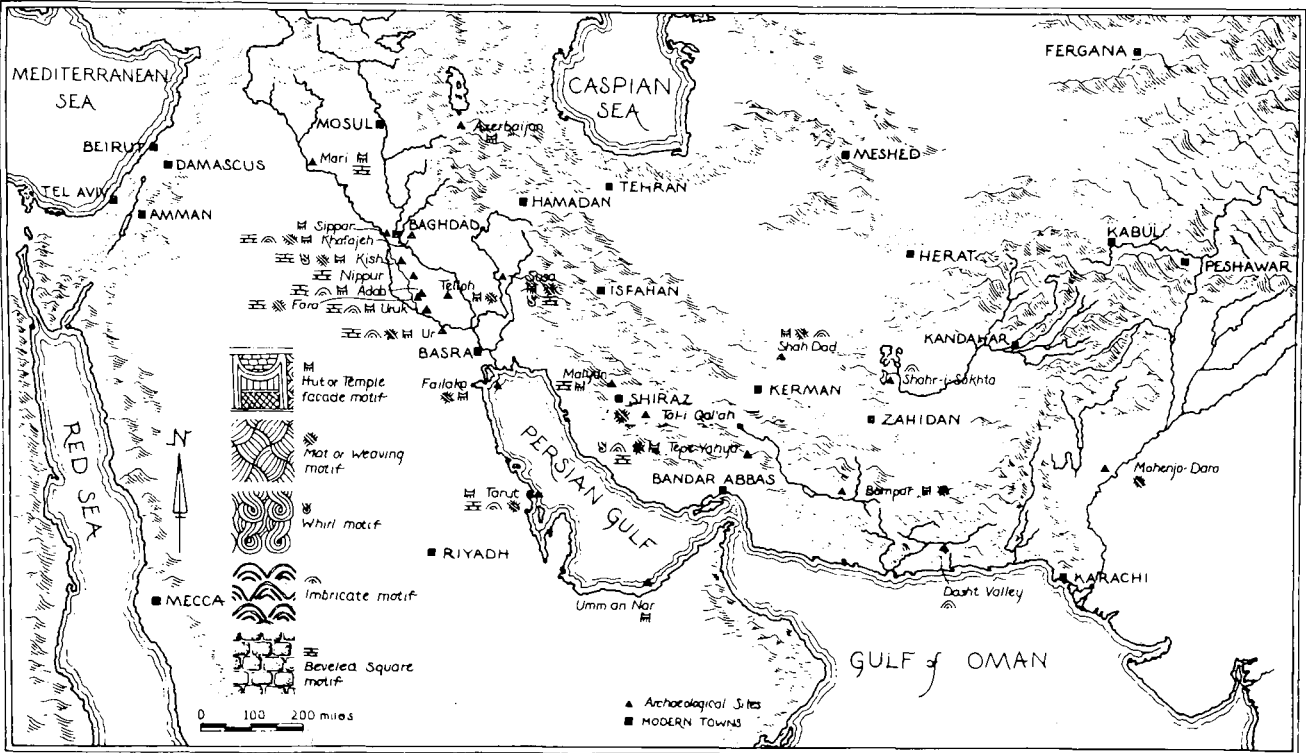 MEDITERRANEAN
SEA
CASPIAN
SEA
FERGANA
MOSUL
Azerbaijan
BEIRUT
DAMASCUS
Mari
MESHED
TEL AVIV
AMMAN
TEHRAN
HAMADAN
Sippar
BAGHDAD
Khafajeh
KABUL
Kish
HERAT
PESHAWAR
Nippur
Susa
Adab
Telloh
ISFAHAN
Fara
Uruk
Ur
BASRA
Shah Dad
KANDAHAR
Hut or Temple
facade motif
Failaka
Malyan
KERMAN
Shahr-i-Sokhta
SHIRAZ
Tal-i Qal'ah
ZAHIDAN
RED SEA
N
Mat or weaving
motif
PERSIAN GULF
Tepe Yahya
BANDAR ABBAS
Mohenjo-Daro
Bampur
Tarut
Whirl motif
RIYADH
KARACHI
Imbricate motif
MECCA
Umm an Nar
Dasht Valley
Beveled Square
motif
GULF of OMAN
0 100 200 miles
Archaeological Sites
MODERN TOWNS